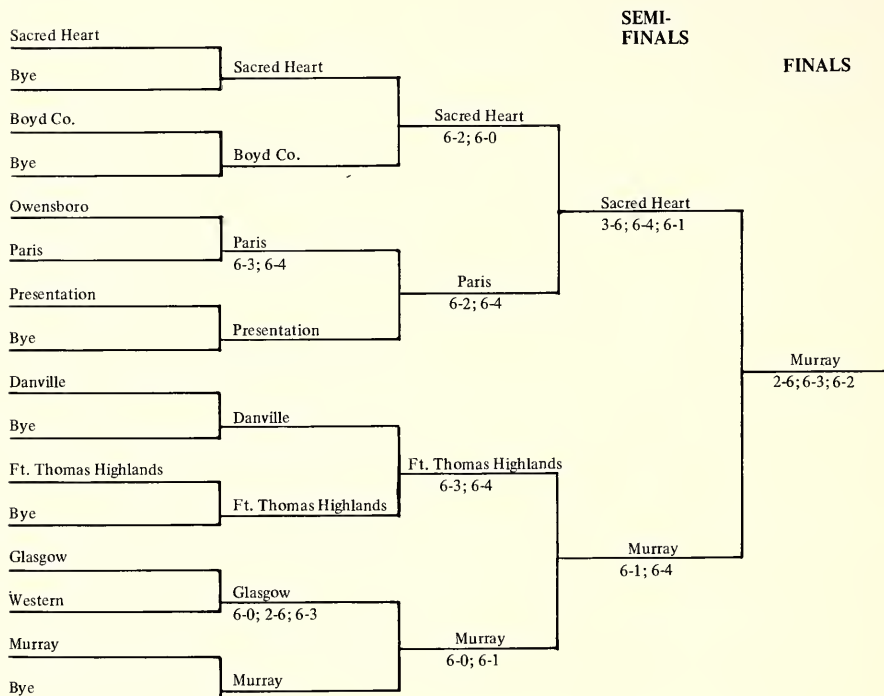 SEMI-
FINALS
FINALS
Sacred Heart
Bye
Boyd Co.
Bye
Owensboro
Paris
Presentation
Bye
Danville
Bye
Ft. Thomas Highlands
Bye
Glasgow
Western
Murray
Bye
Sacred Heart
Boyd Co.
Paris
6-3; 6-4
Presentation
Danville
Ft. Thomas Highlands
Glasgow
6-0; 2-6; 6-3
Murray
Sacred Heart
6-2; 6-0
Paris
6-2; 6-4
Ft. Thomas Highlands
6-3; 6-4
Murray
6-0; 6-1
Sacred Heart
3-6; 6-4; 6-1
Murray
6-1; 6-4
Murray
2-6; 6-3; 6-2